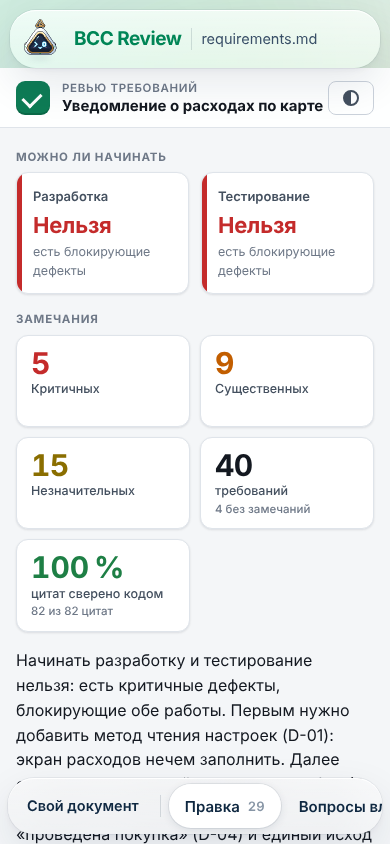 BCC Review
requirements.md
РЕВЬЮ ТРЕБОВАНИЙ
Уведомление о расходах по карте
МОЖНО ЛИ НАЧИНАТЬ
Разработка
Нельзя
есть блокирующие
дефекты
Тестирование
Нельзя
есть блокирующие
дефекты
ЗАМЕЧАНИЯ
5
Критичных
9
Существенных
15
Незначительных
40
требований
4 без замечаний
100 %
цитат сверено кодом
82 из 82 цитат
Начинать разработку и тестирование
нельзя: есть критичные дефекты,
блокирующие обе работы. Первым нужно
добавить метод чтения настроек (D-01):
экран расходов нечем заполнить. Далее
Свой документ
Правка 29
Вопросы вл
«проведена покупка» (D-04) и единый исход